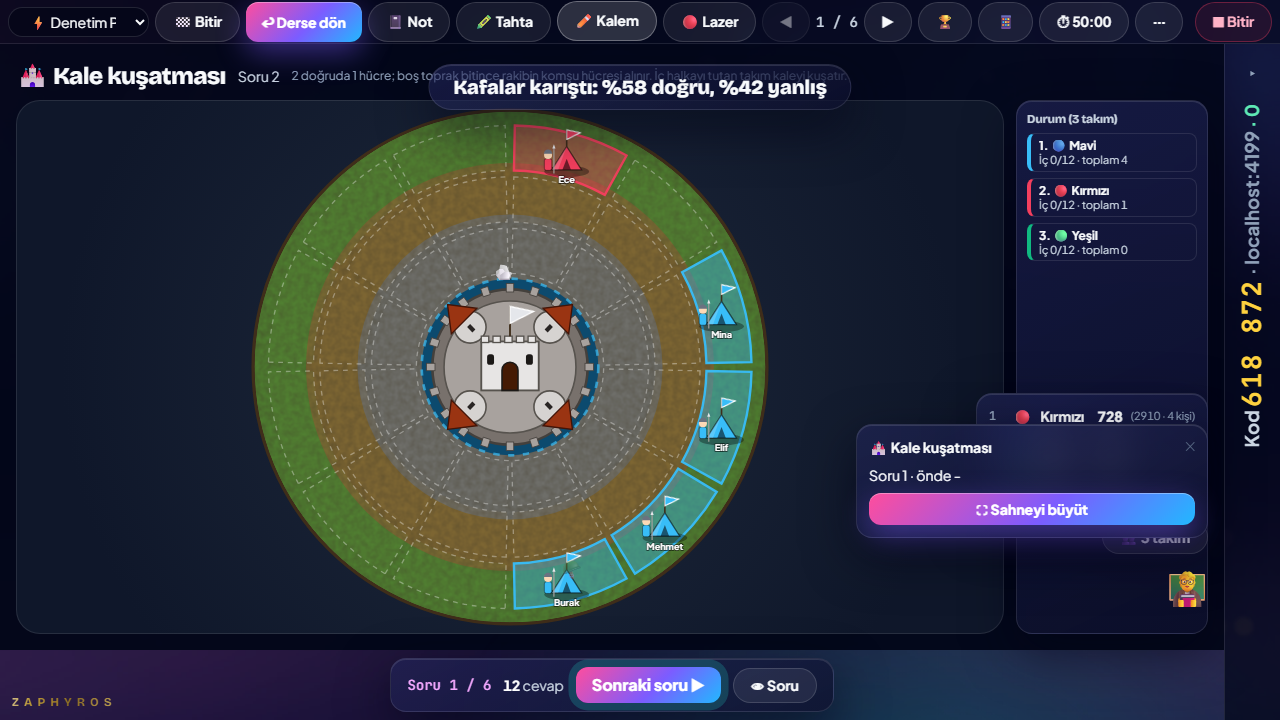 Denetim F
Bitir
Derse dön
Not
Tahta
Kalem
Lazer
1 / 6
50:00
Bitir
Kale kuşatması
Soru 2
2 doğruda 1 hücre; boş toprak bitince rakibin komşu hücresi alınır. İç halkayı tutan takım kaleyi kuşatır.
Kafalar karıştı: %58 doğru, %42 yanlış
Ece
Mina
Elif
Mehmet
Burak
Durum (3 takım)
1. Mavi
İç 0/12 · toplam 4
2. Kırmızı
İç 0/12 · toplam 1
3. Yeşil
İç 0/12 · toplam 0
1 Kırmızı 728 (2910 · 4 kişi)
Kale kuşatması
Soru 1 · önde -
Sahneyi büyüt
3 takım
Kod 618 872 · localhost:4199 · 0
Soru 1 / 6
12 cevap
Sonraki soru
Soru
ZAPHYROS